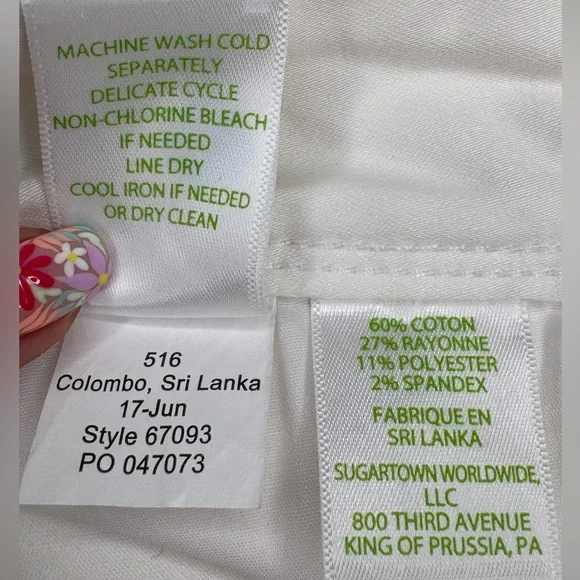 MACHINE WASH COLD
SEPARATELY
DELICATE CYCLE
NON-CHLORINE BLEACH
IF NEEDED
LINE DRY
COOL IRON IF NEEDED
OR DRY CLEAN
516
Colombo, Sri Lanka
17-Jun
Style 67093
PO 047073
60% COTON
27% RAYONNE
11% POLYESTER
2% SPANDEX
FABRIQUE EN
SRI LANKA
SUGARTOWN WORLDWIDE,
LLC
800 THIRD AVENUE
KING OF PRUSSIA, PA